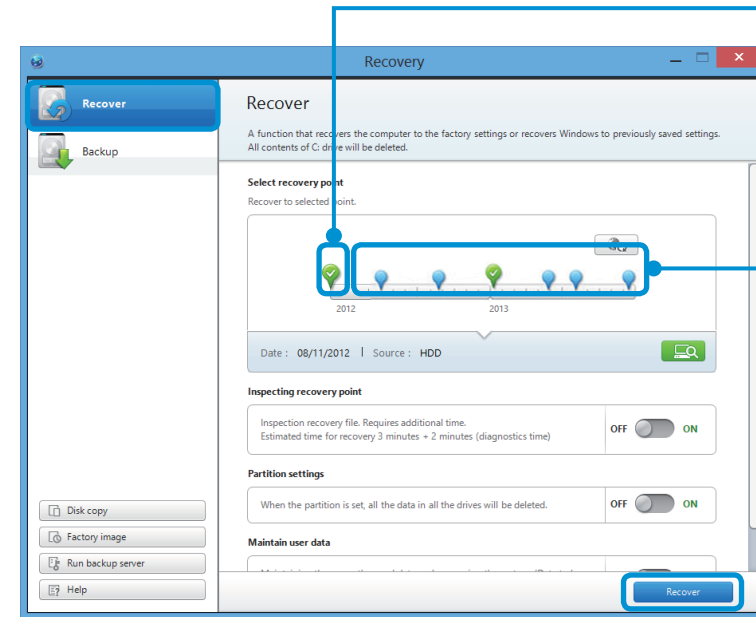 Recovery
Recover
Backup
Disk copy
Factory image
Run backup server
Help
Recover
A function that recovers the computer to the factory settings or recovers Windows to previously saved settings.
All contents of C: drive will be deleted.
Select recovery point
Recover to selected point.
2012 2013
Date : 08/11/2012 | Source : HDD
Inspecting recovery point
Inspection recovery file. Requires additional time.
Estimated time for recovery 3 minutes + 2 minutes (diagnostics time)
OFF ON
Partition settings
When the partition is set, all the data in all the drives will be deleted.
OFF ON
Maintain user data
Recover